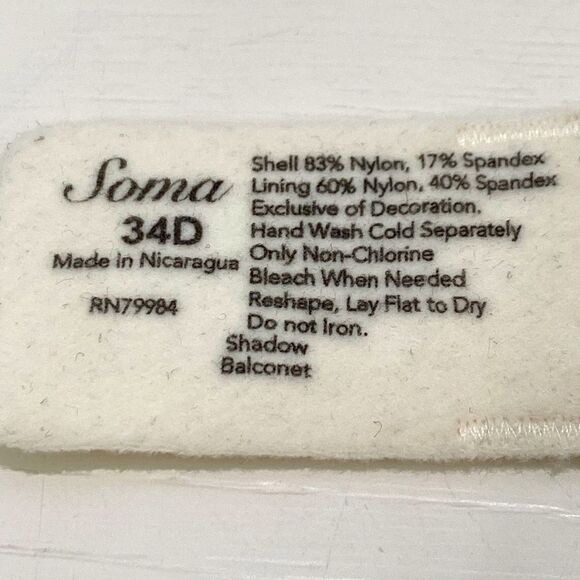 Soma
34D
Made in Nicaragua
RN79984
Shell 83% Nylon, 17% Spandex
Lining 60% Nylon, 40% Spandex
Exclusive of Decoration.
Hand Wash Cold Separately
Only Non-Chlorine
Bleach When Needed
Reshape, Lay Flat to Dry
Do not Iron.
Shadow
Balconet